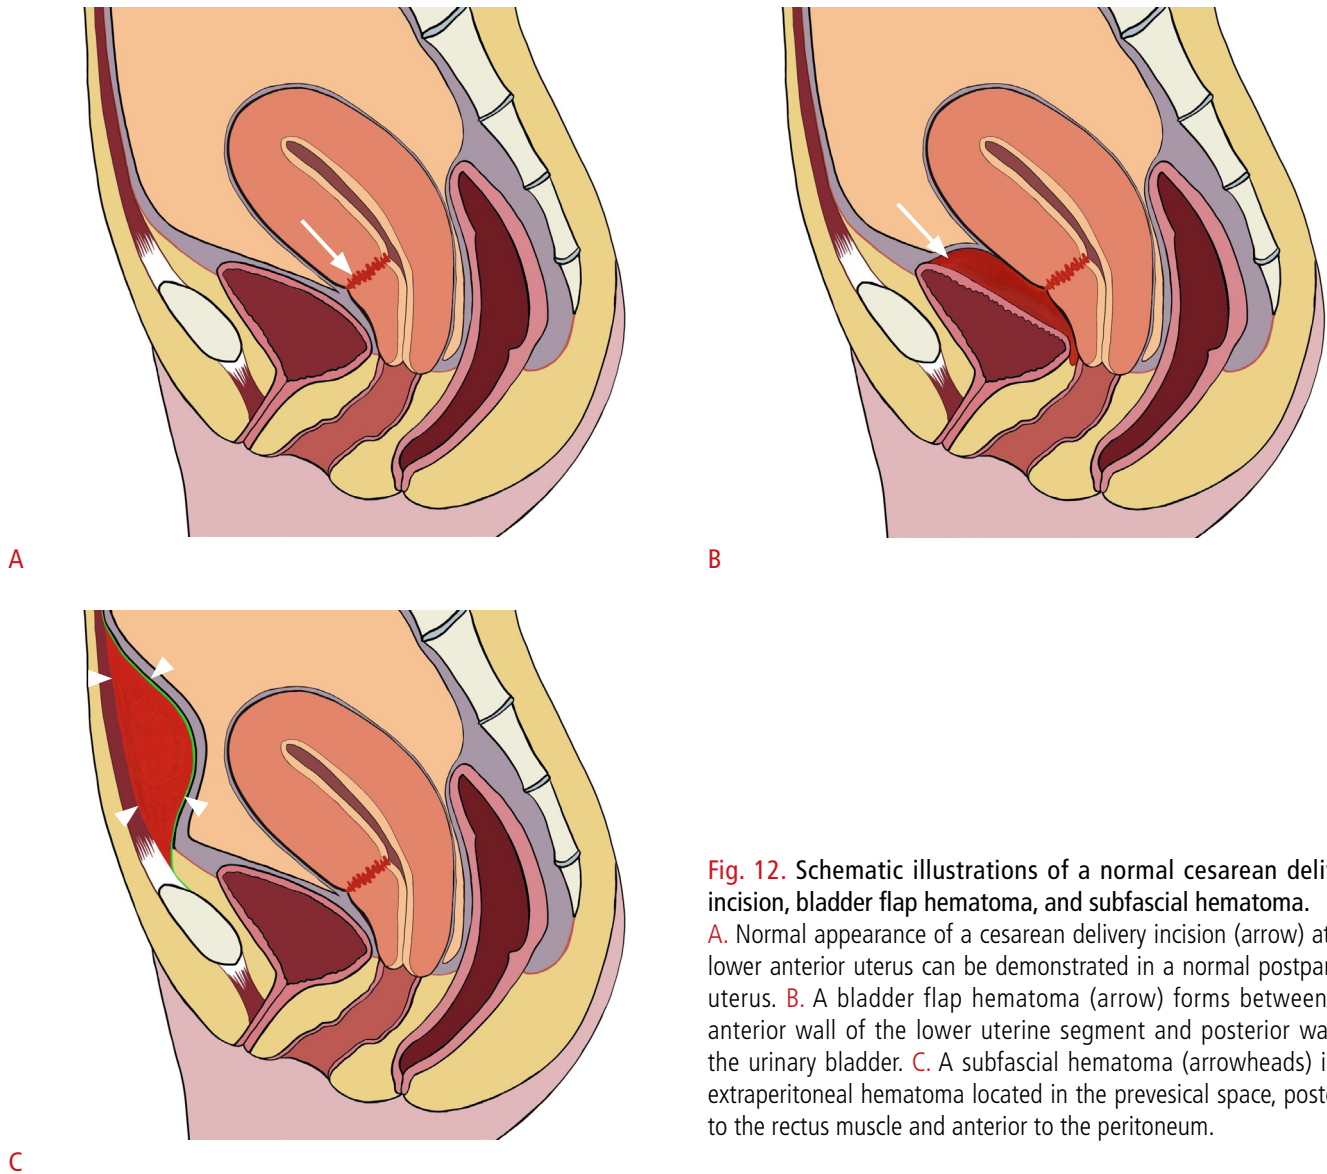 A
B
C
Fig. 12. Schematic illustrations of a normal cesarean deli
incision, bladder flap hematoma, and subfascial hematoma.
A. Normal appearance of a cesarean delivery incision (arrow) at
lower anterior uterus can be demonstrated in a normal postpar
uterus. B. A bladder flap hematoma (arrow) forms between
anterior wall of the lower uterine segment and posterior wa
the urinary bladder. C. A subfascial hematoma (arrowheads) i
extraperitoneal hematoma located in the prevesical space, poste
to the rectus muscle and anterior to the peritoneum.